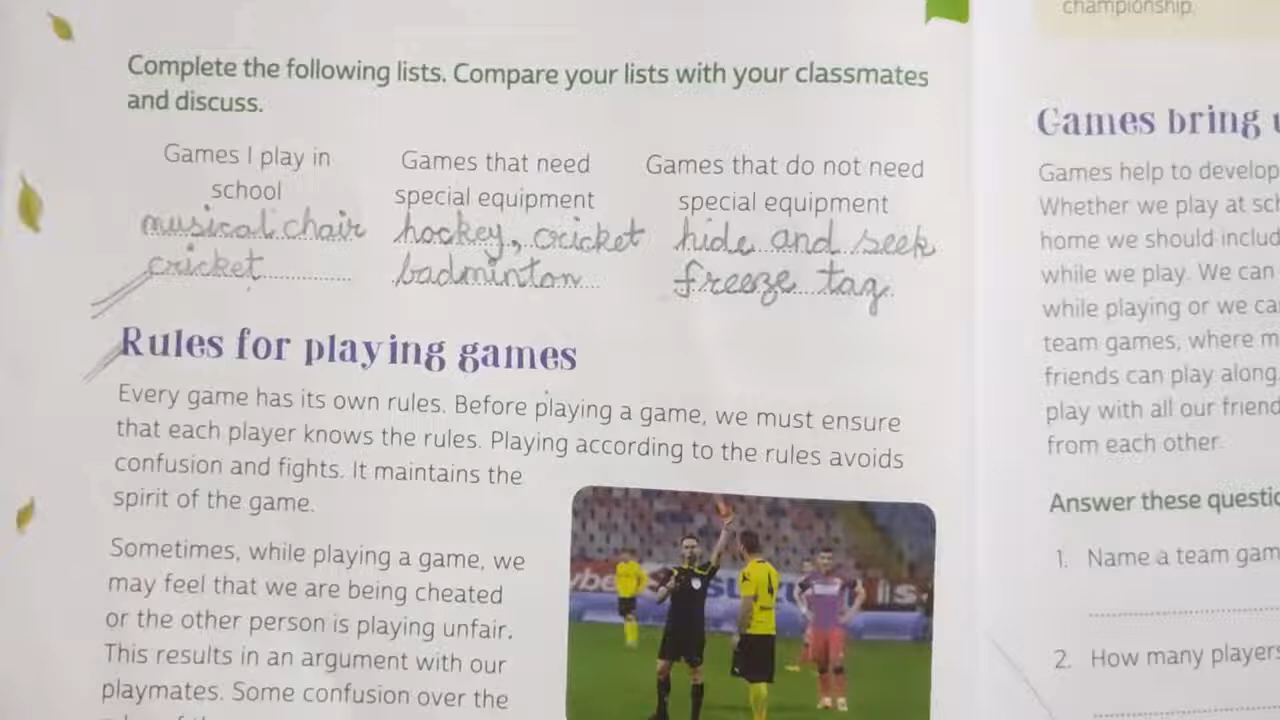 championship.
Complete the following lists. Compare your lists with your classmates
and discuss.
Games I play in
school
musical chair
cricket
Games that need
special equipment
hockey, cricket
badminton
Games that do not need
special equipment
hide and seek
freeze tag
Rules for playing games
Every game has its own rules. Before playing a game, we must ensure
that each player knows the rules. Playing according to the rules avoids
confusion and fights. It maintains the
spirit of the game.
Sometimes, while playing a game, we
may feel that we are being cheated
or the other person is playing unfair.
This results in an argument with our
playmates. Some confusion over the
4
Games bring
Games help to develop
Whether we play at
home we should
while we play. We can
while playing or we
team games, where
friends can play along.
play with all our
from each other.
Answer these
1. Name a team
2. How many